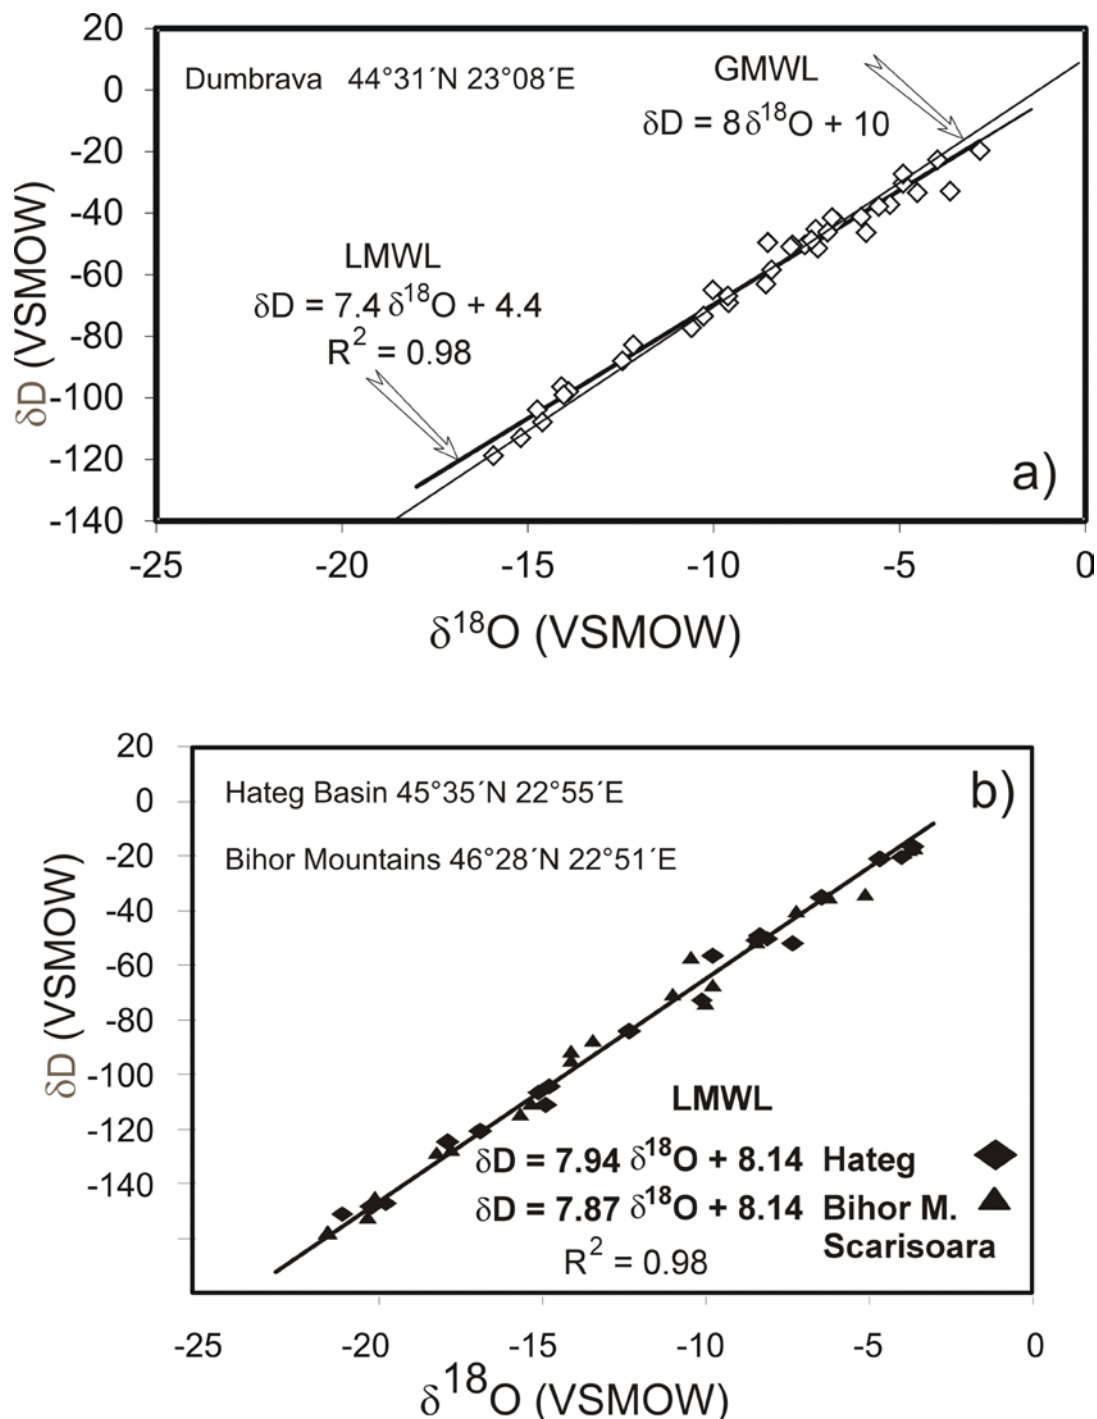 20
0
-20
-40
-60
-80
-100
-120
-140
δD (VSMOW)
Dumbrava 44°31´N 23°08´E
GMWL
δD = 8 δ¹⁸O + 10
LMWL
δD = 7.4 δ¹⁸O + 4.4
R² = 0.98
a)
-25 -20 -15 -10 -5 0
δ¹⁸O (VSMOW)
20
0
-20
-40
-60
-80
-100
-120
-140
δD (VSMOW)
Hateg Basin 45°35´N 22°55´E
b)
Bihor Mountains 46°28´N 22°51´E
LMWL
δD = 7.94 δ¹⁸O + 8.14 Hateg
δD = 7.87 δ¹⁸O + 8.14 Bihor M.
Scarisoara
R² = 0.98
-25 -20 -15 -10 -5 0
δ¹⁸O (VSMOW)